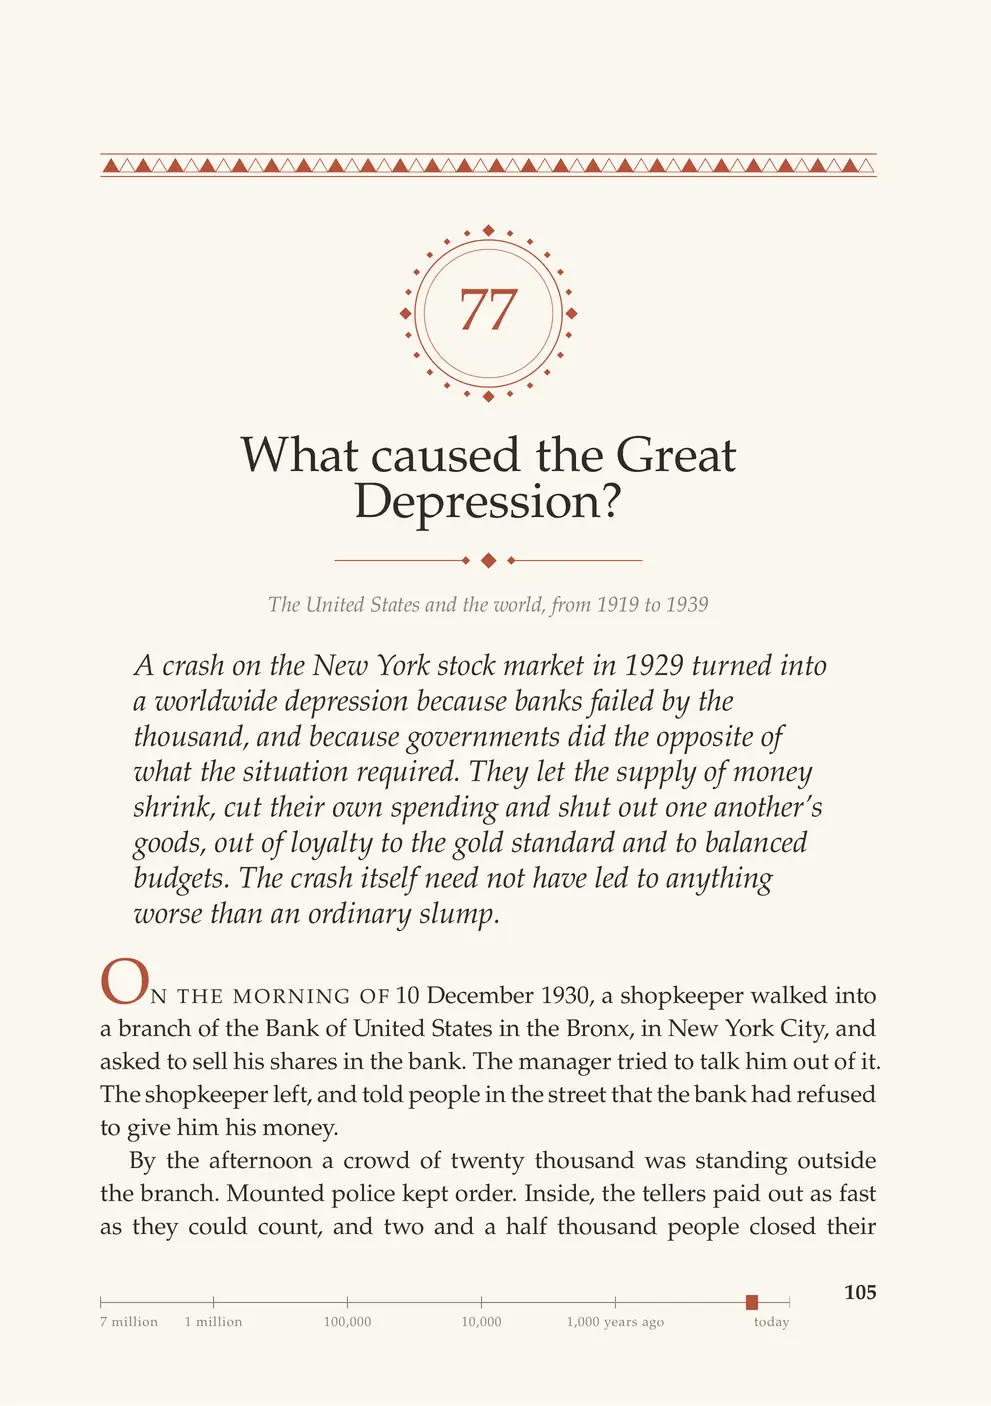 77
What caused the Great
Depression?
The United States and the world, from 1919 to 1939
A crash on the New York stock market in 1929 turned into
a worldwide depression because banks failed by the
thousand, and because governments did the opposite of
what the situation required. They let the supply of money
shrink, cut their own spending and shut out one another’s
goods, out of loyalty to the gold standard and to balanced
budgets. The crash itself need not have led to anything
worse than an ordinary slump.
ON THE MORNING OF 10 December 1930, a shopkeeper walked into
a branch of the Bank of United States in the Bronx, in New York City, and
asked to sell his shares in the bank. The manager tried to talk him out of it.
The shopkeeper left, and told people in the street that the bank had refused
to give him his money.
By the afternoon a crowd of twenty thousand was standing outside
the branch. Mounted police kept order. Inside, the tellers paid out as fast
as they could count, and two and a half thousand people closed their
105
7 million 1 million 100,000 10,000 1,000 years ago today